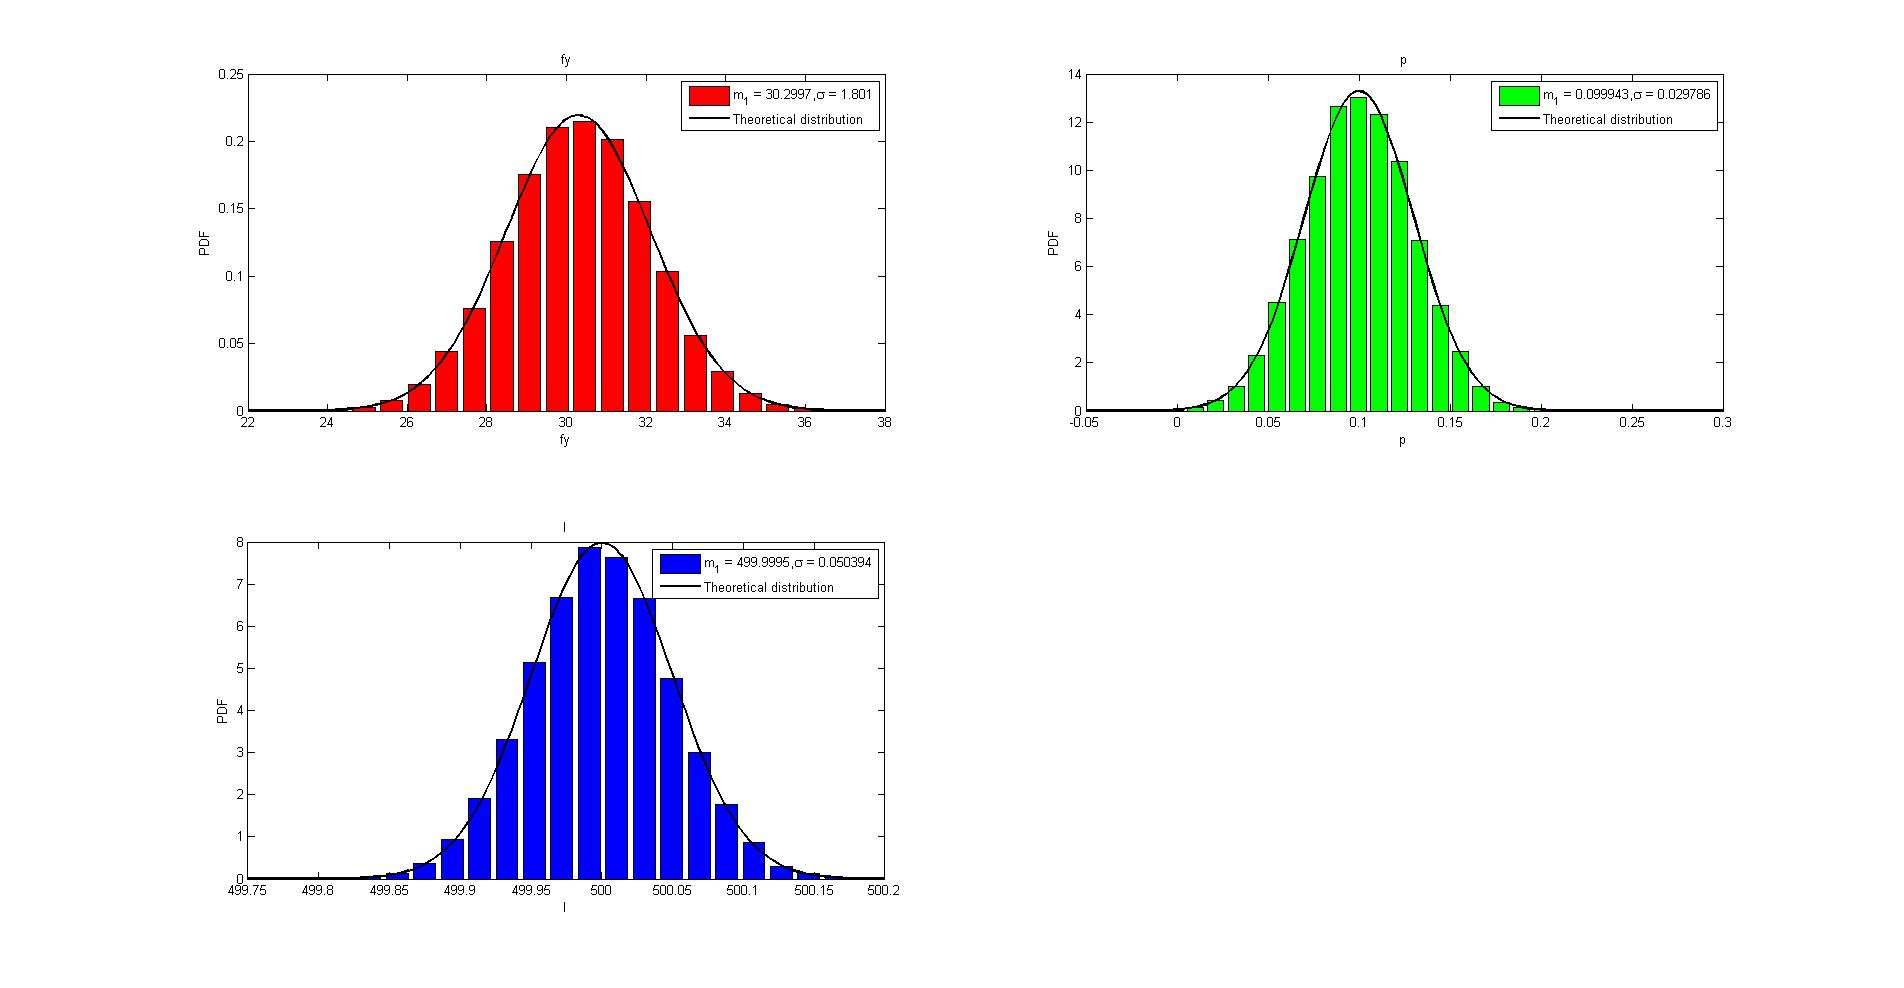 fy
m1 = 30.2997,σ = 1.801
Theoretical distribution
0.25
0.2
0.15
0.1
0.05
0
PDF
22 24 26 28 30 32 34 36 38
fy
p
m1 = 0.099943,σ = 0.029786
Theoretical distribution
14
12
10
8
6
4
2
0
PDF
-0.05 0 0.05 0.1 0.15 0.2 0.25 0.3
p
l
m1 = 499.9995,σ = 0.050394
Theoretical distribution
8
7
6
5
4
3
2
1
0
PDF
499.75 499.8 499.85 499.9 499.95 500 500.05 500.1 500.15 500.2
l